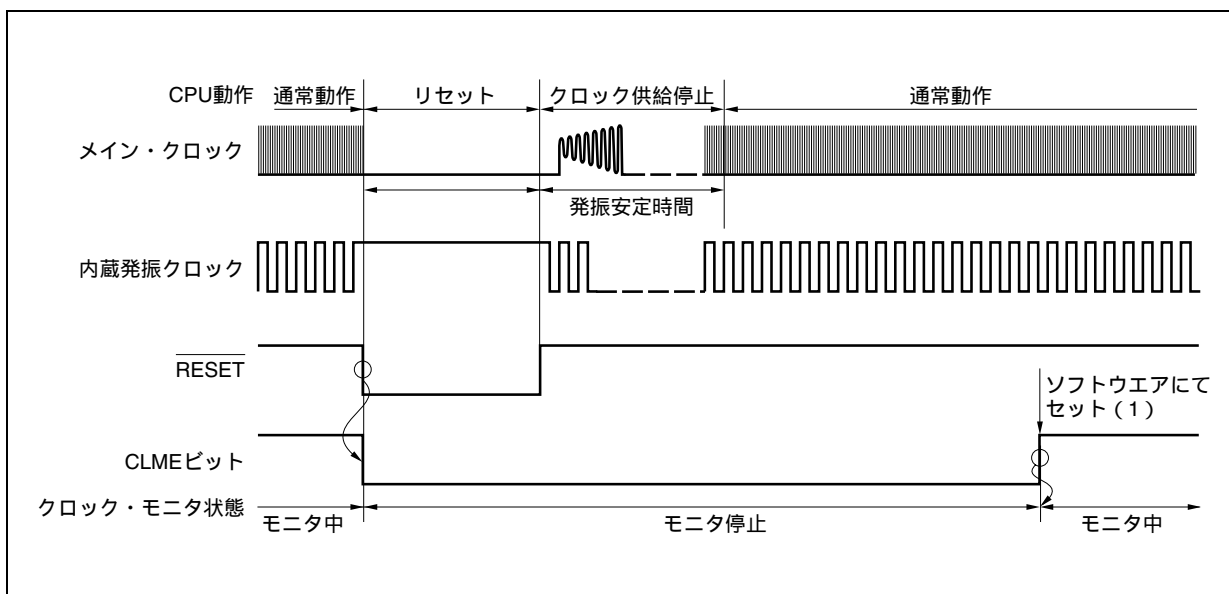 CPU動作 通常動作 リセット クロック供給停止 通常動作
メイン・クロック
発振安定時間
内蔵発振クロック
RESET
ソフトウエアにて
セット(1)
CLMEビット
クロック・モニタ状態
モニタ中 モニタ停止 モニタ中